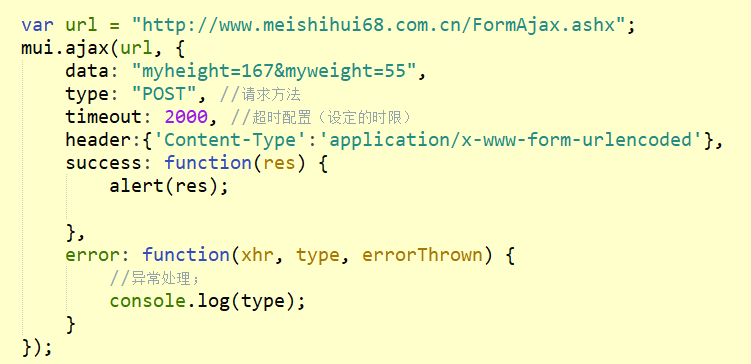 var url = "http://www.meishihui68.com.cn/FormAjax.ashx";
mui.ajax(url, {
data: "myheight=167&myweight=55",
type: "POST", //请求方法
timeout: 2000, //超时配置（设定的时限）
header:{'Content-Type':'application/x-www-form-urlencoded'},
success: function(res) {
alert(res);
},
error: function(xhr, type, errorThrown) {
//异常处理；
console.log(type);
}
});